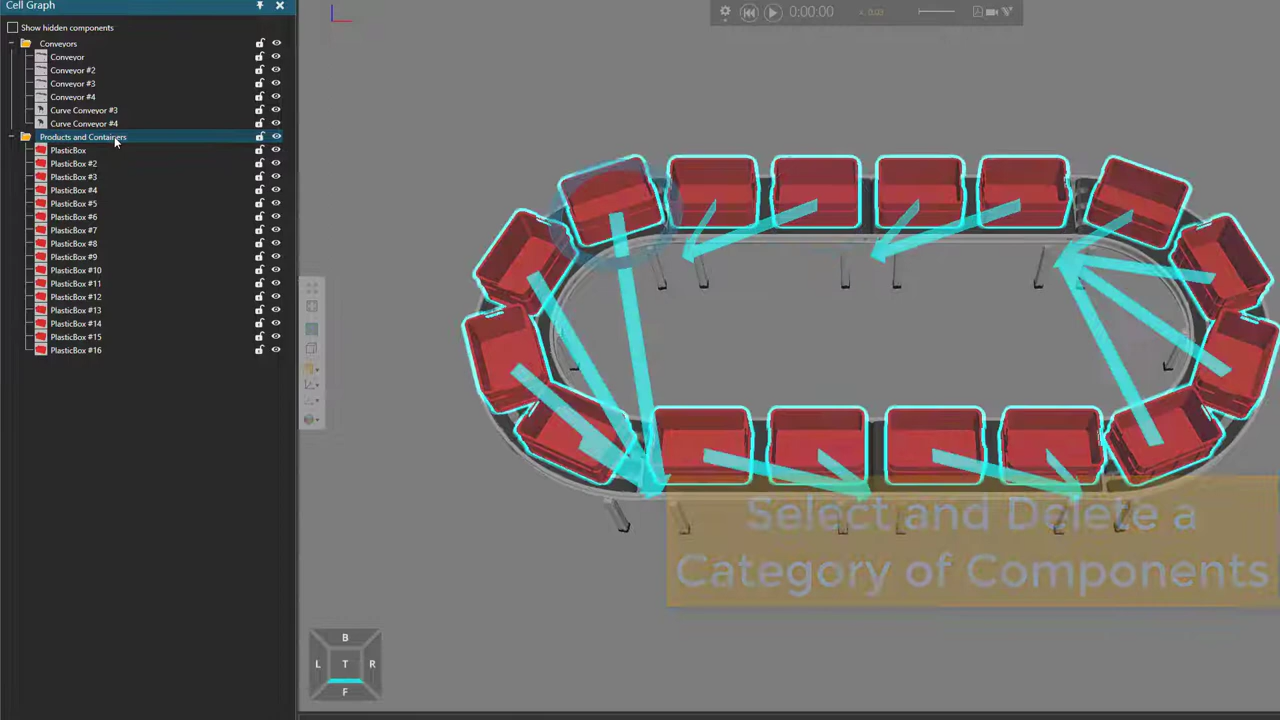 Cell Graph
Show hidden components
Conveyors
Conveyor
Conveyor #2
Conveyor #3
Conveyor #4
Curve Conveyor #3
Curve Conveyor #4
Products and Containers
PlasticBox
PlasticBox #2
PlasticBox #3
PlasticBox #4
PlasticBox #5
PlasticBox #6
PlasticBox #7
PlasticBox #8
PlasticBox #9
PlasticBox #10
PlasticBox #11
PlasticBox #12
PlasticBox #13
PlasticBox #14
PlasticBox #15
PlasticBox #16
0:00:00
Select and Delete a
Category of Components
B
L T R
F